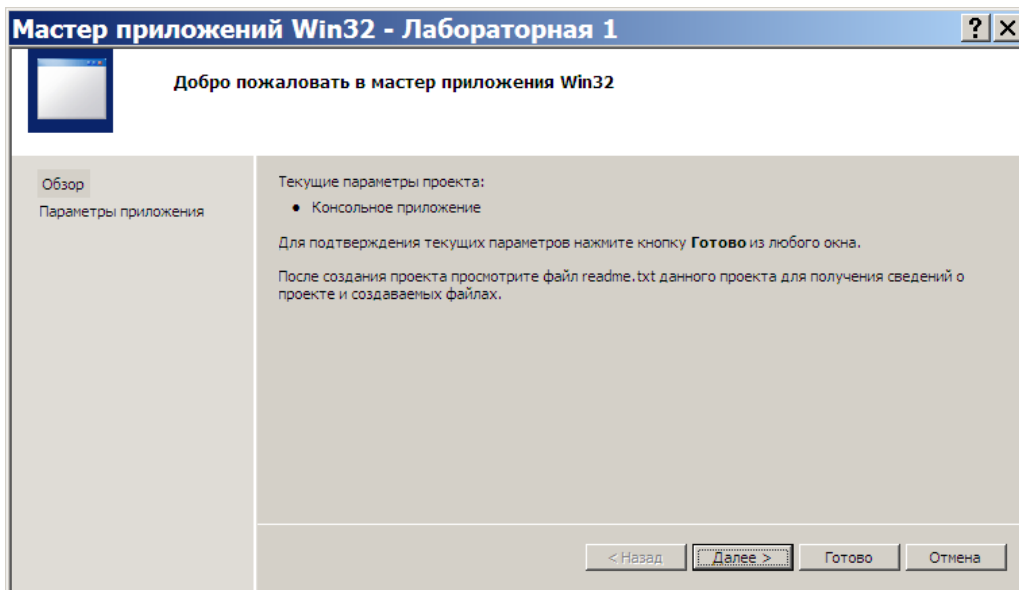 Мастер приложений Win32 - Лабораторная 1
Добро пожаловать в мастер приложения Win32
Обзор
Параметры приложения
Текущие параметры проекта:
• Консольное приложение
Для подтверждения текущих параметров нажмите кнопку Готово из любого окна.
После создания проекта просмотрите файл readme.txt данного проекта для получения сведений о
проекте и создаваемых файлах.
< Назад
Далее >
Готово
Отмена